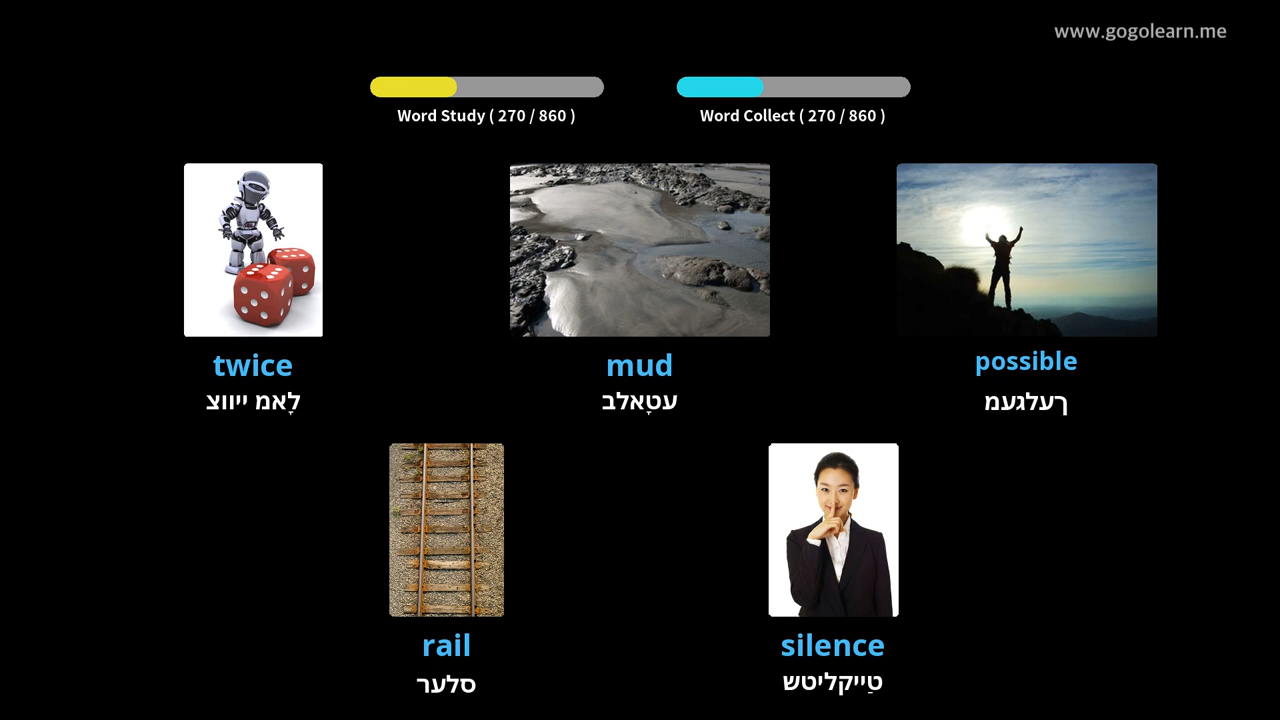 www.gogolearn.me
Word Study ( 270 / 860 )
Word Collect ( 270 / 860 )
twice
לָאמ ייווצ
mud
עטָאלב
possible
ךעלגעמ
rail
סלער
silence
טַייקליטש